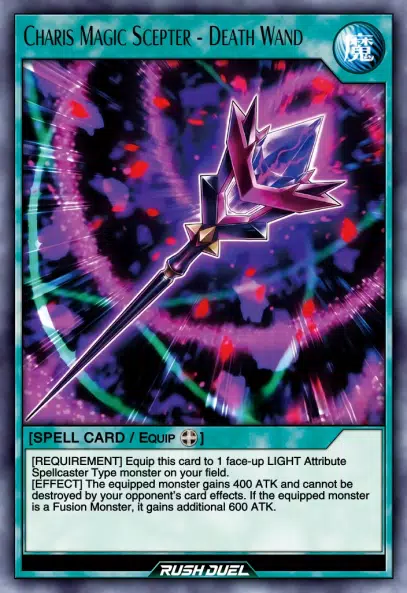 Charis Magic Scepter - Death Wand
魔
[SPELL CARD / Equip ]
[REQUIREMENT] Equip this card to 1 face-up LIGHT Attribute
Spellcaster Type monster on your field.
[EFFECT] The equipped monster gains 400 ATK and cannot be
destroyed by your opponent's card effects. If the equipped monster
is a Fusion Monster, it gains additional 600 ATK.
RUSH DUEL